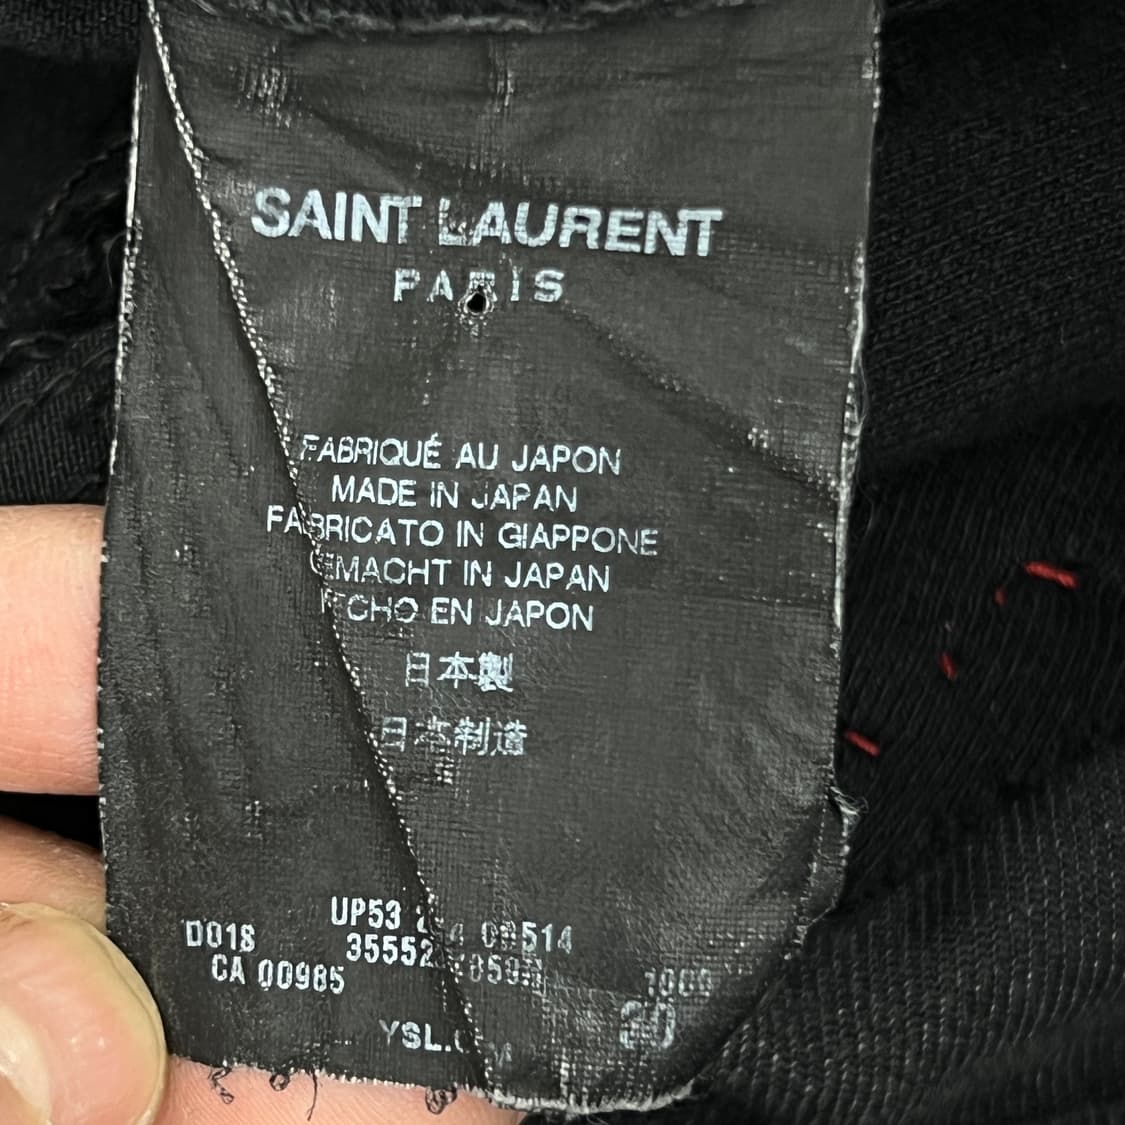 SAINT LAURENT
PARIS
FABRIQUÉ AU JAPON
MADE IN JAPAN
FABRICATO IN GIAPPONE
GEMACHT IN JAPAN
HECHO EN JAPON
日本製
日本制造
UP53
D018
CA 00985